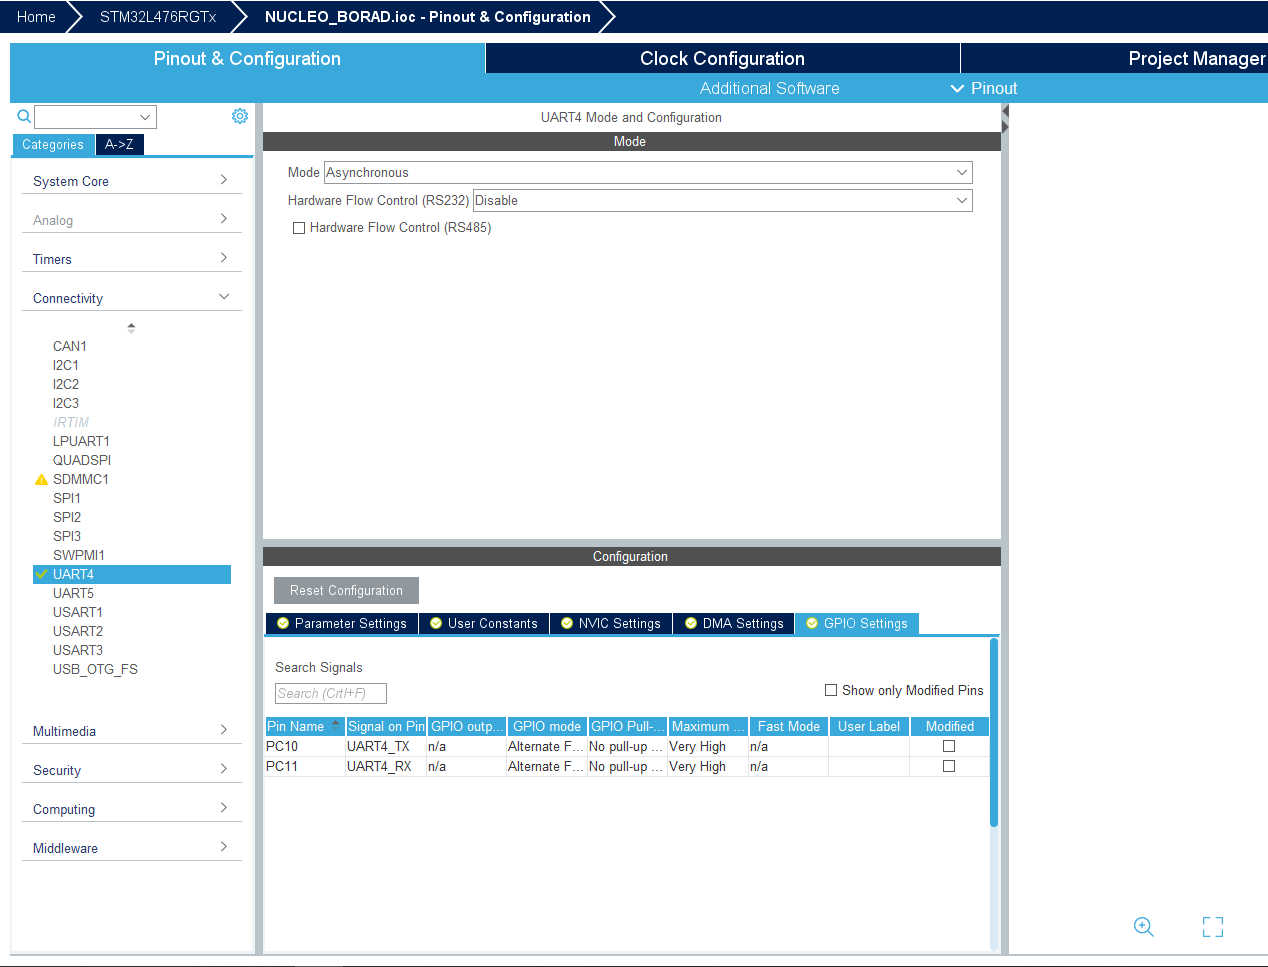 Home STM32L476RGTx NUCLEO_BORAD.ioc - Pinout & Configuration
Pinout & Configuration Clock Configuration Project Manager
Additional Software Pinout
Categories A->Z
System Core
Analog
Timers
Connectivity
CAN1
I2C1
I2C2
I2C3
IRTIM
LPUART1
QUADSPI
SDMMC1
SPI1
SPI2
SPI3
SWPMI1
UART4
UART5
USART1
USART2
USART3
USB_OTG_FS
Multimedia
Security
Computing
Middleware
UART4 Mode and Configuration
Mode
Mode Asynchronous
Hardware Flow Control (RS232) Disable
Hardware Flow Control (RS485)
Configuration
Reset Configuration
Parameter Settings User Constants NVIC Settings DMA Settings GPIO Settings
Search Signals
Search (Crtl+F) Show only Modified Pins
Pin Name Signal on Pin GPIO outp... GPIO mode GPIO Pull-... Maximum ... Fast Mode User Label Modified
PC10 UART4_TX n/a Alternate F... No pull-up ... Very High n/a
PC11 UART4_RX n/a Alternate F... No pull-up ... Very High n/a